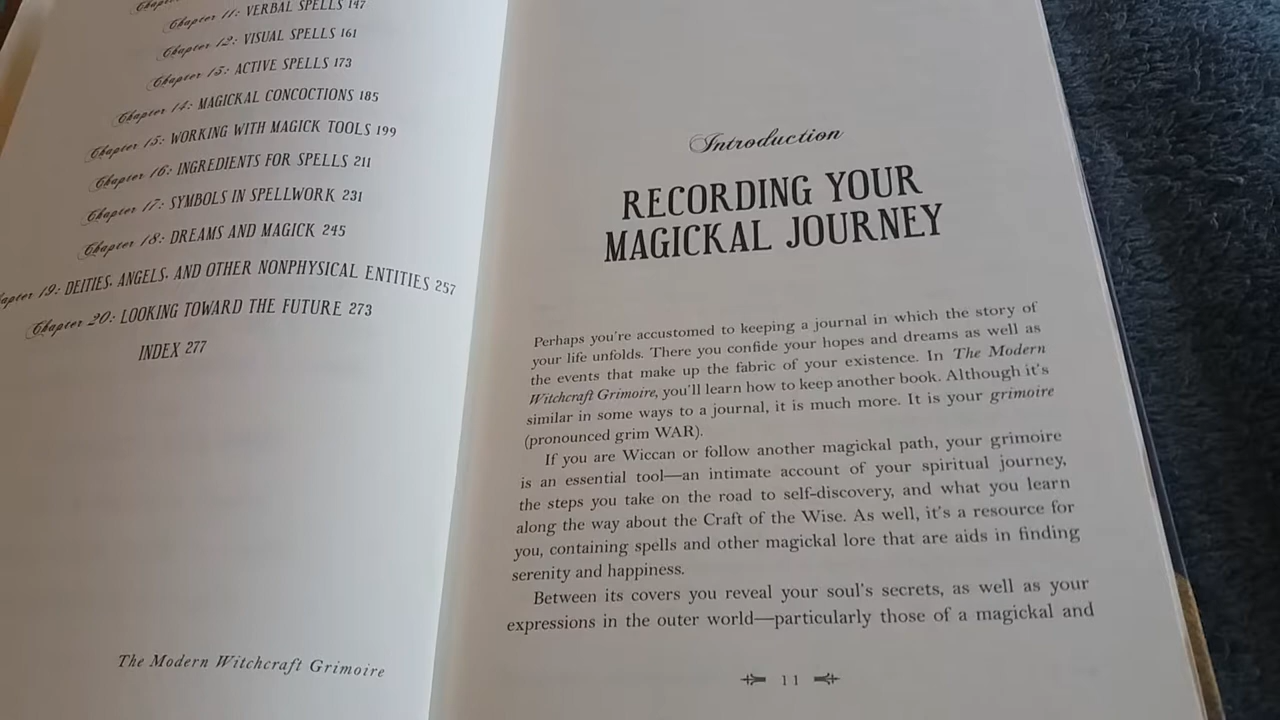 Chapter 11: VERBAL SPELLS 147
Chapter 12: VISUAL SPELLS 161
Chapter 13: ACTIVE SPELLS 173
Chapter 14: MAGICKAL CONCOCTIONS 185
Chapter 15: WORKING WITH MAGICK TOOLS 199
Chapter 16: INGREDIENTS FOR SPELLS 211
Chapter 17: SYMBOLS IN SPELLWORK 231
Chapter 18: DREAMS AND MAGICK 245
apter 19: DEITIES, ANGELS, AND OTHER NONPHYSICAL ENTITIES 257
Chapter 20: LOOKING TOWARD THE FUTURE 273
INDEX 277
The Modern Witchcraft Grimoire
Introduction
RECORDING YOUR
MAGICKAL JOURNEY
Perhaps you're accustomed to keeping a journal in which the story of
your life unfolds. There you confide your hopes and dreams as well as
the events that make up the fabric of your existence. In The Modern
Witchcraft Grimoire, you'll learn how to keep another book. Although it's
similar in some ways to a journal, it is much more. It is your grimoire
(pronounced grim WAR).
If you are Wiccan or follow another magickal path, your grimoire
is an essential tool—an intimate account of your spiritual journey,
the steps you take on the road to self-discovery, and what you learn
along the way about the Craft of the Wise. As well, it's a resource for
you, containing spells and other magickal lore that are aids in finding
serenity and happiness.
Between its covers you reveal your soul's secrets, as well as your
expressions in the outer world—particularly those of a magickal and
11